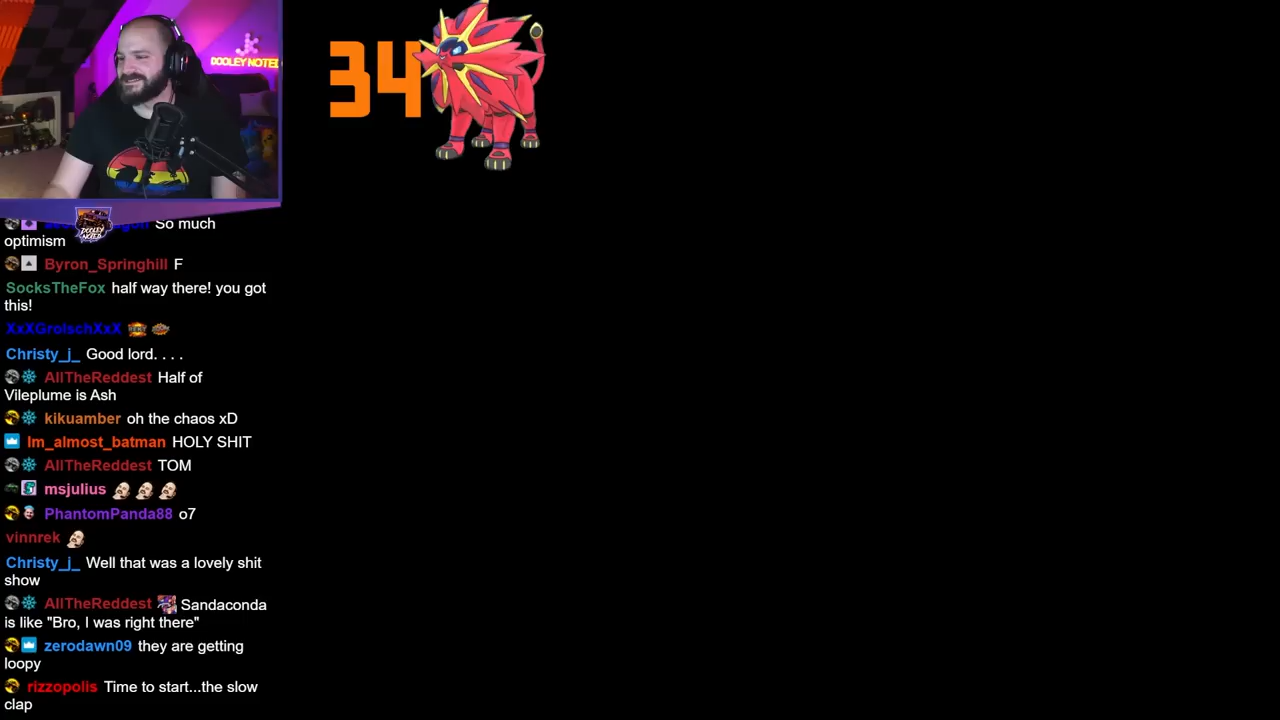 DOOLEY NOTED
34
DOOLEY
NOTED
So much
optimism
Byron_Springhill F
SocksTheFox half way there! you got
this!
XxXGrolschXxX
Christy_j_ Good lord. . . .
AllTheReddest Half of
Vileplume is Ash
kikuamber oh the chaos xD
Im_almost_batman HOLY SHIT
AllTheReddest TOM
msjulius
PhantomPanda88 o7
vinnrek
Christy_j_ Well that was a lovely shit
show
AllTheReddest Sandaconda
is like "Bro, I was right there"
zerodawn09 they are getting
loopy
rizzopolis Time to start...the slow
clap